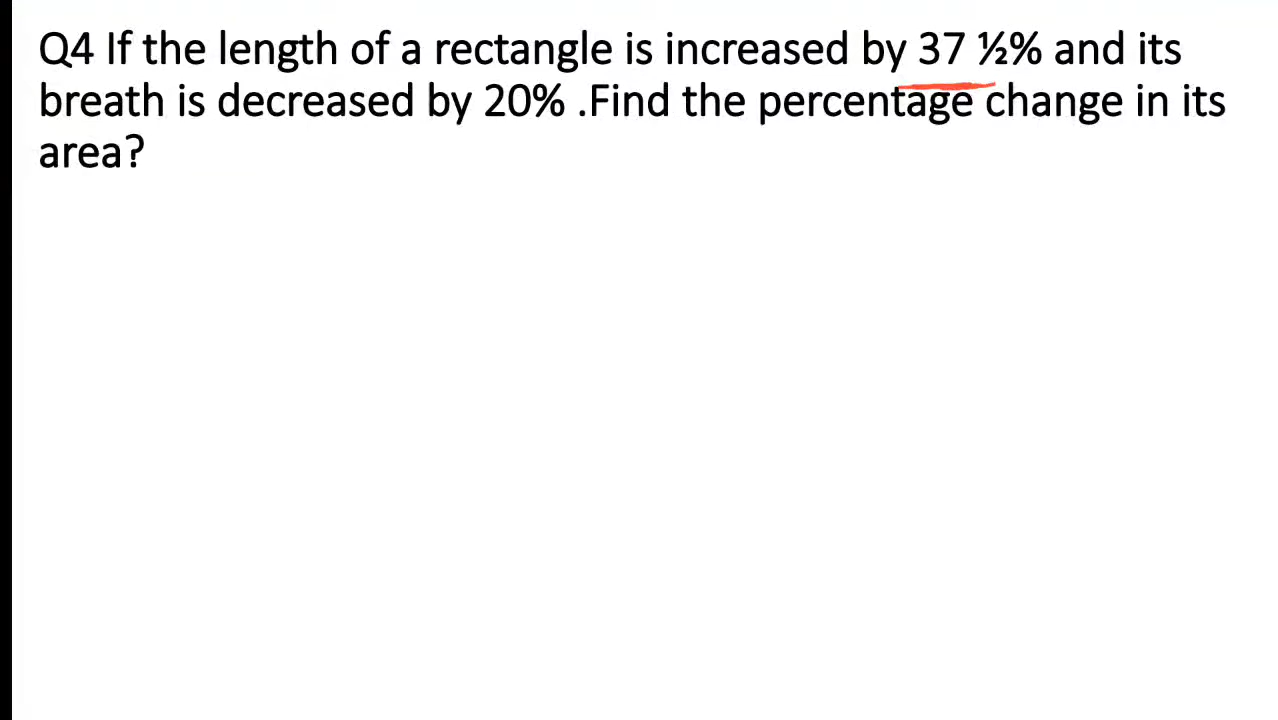 Q4 If the length of a rectangle is increased by 37 ½% and its
breath is decreased by 20% .Find the percentage change in its
area?